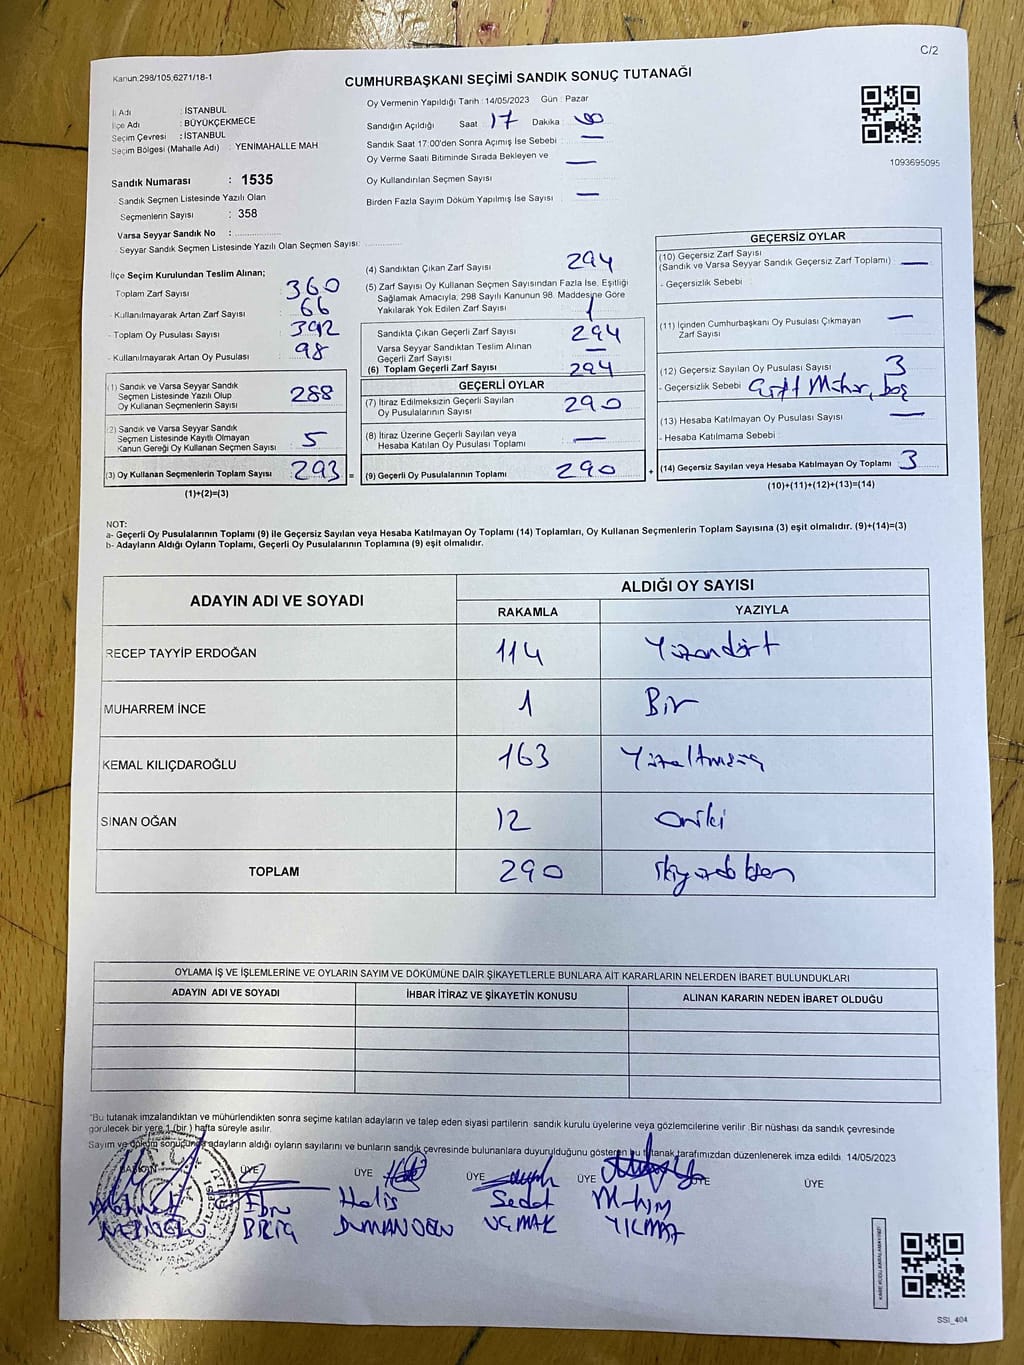 C/2
Kanun.298/105,6271/18-1
CUMHURBAŞKANI SEÇİMİ SANDIK SONUÇ TUTANAĞI
İl Adı : İSTANBUL
İlçe Adı : BÜYÜKÇEKMECE
Seçim Çevresi : İSTANBUL
Seçim Bölgesi (Mahalle Adı) : YENİMAHALLE MAH
Sandık Numarası : 1535
Sandık Seçmen Listesinde Yazılı Olan
Seçmenlerin Sayısı : 358
Varsa Seyyar Sandık No :
Seyyar Sandık Seçmen Listesinde Yazılı Olan Seçmen Sayısı:
Oy Vermenin Yapıldığı Tarih : 14/05/2023 Gün : Pazar
Sandığın Açıldığı Saat : 17 Dakika : 00
Sandık Saat 17:00'den Sonra Açımış İse Sebebi : —
Oy Verme Saati Bitiminde Sırada Bekleyen ve —
Oy Kullandırılan Seçmen Sayısı
Birden Fazla Sayım Döküm Yapılmış İse Sayısı : —
1093695095
İlçe Seçim Kurulundan Teslim Alınan;
Toplam Zarf Sayısı : 360
- Kullanılmayarak Artan Zarf Sayısı : 66
- Toplam Oy Pusulası Sayısı : 392
- Kullanılmayarak Artan Oy Pusulası : 98
(1) Sandık ve Varsa Seyyar Sandık
Seçmen Listesinde Yazılı Olup
Oy Kullanan Seçmenlerin Sayısı : 288
(2) Sandık ve Varsa Seyyar Sandık
Seçmen Listesinde Kayıtlı Olmayan
Kanun Gereği Oy Kullanan Seçmen Sayısı : 5
(3) Oy Kullanan Seçmenlerin Toplam Sayısı : 293 =
(1)+(2)=(3)
(4) Sandıktan Çıkan Zarf Sayısı : 294
(5) Zarf Sayısı Oy Kullanan Seçmen Sayısından Fazla İse, Eşitliği
Sağlamak Amacıyla; 298 Sayılı Kanunun 98. Maddesine Göre
Yakılarak Yok Edilen Zarf Sayısı : 1
Sandıkta Çıkan Geçerli Zarf Sayısı : 294
Varsa Seyyar Sandıktan Teslim Alınan —
Geçerli Zarf Sayısı
(6) Toplam Geçerli Zarf Sayısı : 294
GEÇERLİ OYLAR
(7) İtiraz Edilmeksizin Geçerli Sayılan
Oy Pusulalarının Sayısı : 290
(8) İtiraz Üzerine Geçerli Sayılan veya
Hesaba Katılan Oy Pusulası Toplamı : —
(9) Geçerli Oy Pusulalarının Toplamı : 290 +
GEÇERSİZ OYLAR
(10) Geçersiz Zarf Sayısı
(Sandık ve Varsa Seyyar Sandık Geçersiz Zarf Toplamı) : —
- Geçersizlik Sebebi :
(11) İçinden Cumhurbaşkanı Oy Pusulası Çıkmayan
Zarf Sayısı : —
(12) Geçersiz Sayılan Oy Pusulası Sayısı : 3
- Geçersizlik Sebebi : Çift Mühür, boş
(13) Hesaba Katılmayan Oy Pusulası Sayısı : —
- Hesaba Katılmama Sebebi :
(14) Geçersiz Sayılan veya Hesaba Katılmayan Oy Toplamı : 3
(10)+(11)+(12)+(13)=(14)
NOT:
a- Geçerli Oy Pusulalarının Toplamı (9) ile Geçersiz Sayılan veya Hesaba Katılmayan Oy Toplamı (14) Toplamları, Oy Kullanan Seçmenlerin Toplam Sayısına (3) eşit olmalıdır. (9)+(14)=(3)
b- Adayların Aldığı Oyların Toplamı, Geçerli Oy Pusulalarının Toplamına (9) eşit olmalıdır.
ADAYIN ADI VE SOYADI
ALDIĞI OY SAYISI
RAKAMLA YAZIYLA
RECEP TAYYİP ERDOĞAN 114 Yüzondört
MUHARREM İNCE 1 Bir
KEMAL KILIÇDAROĞLU 163 Yüzaltmışüç
SİNAN OĞAN 12 oniki
TOPLAM 290 ikiyüzdoksan
OYLAMA İŞ VE İŞLEMLERİNE VE OYLARIN SAYIM VE DÖKÜMÜNE DAİR ŞİKAYETLERLE BUNLARA AİT KARARLARIN NELERDEN İBARET BULUNDUKLARI
ADAYIN ADI VE SOYADI İHBAR İTİRAZ VE ŞİKAYETİN KONUSU ALINAN KARARIN NEDEN İBARET OLDUĞU
"Bu tutanak imzalandıktan ve mühürlendikten sonra seçime katılan adayların ve talep eden siyasi partilerin sandık kurulu üyelerine veya gözlemcilerine verilir .Bir nüshası da sandık çevresinde
görülecek bir yere 1 (bir ) hafta süreyle asılır.
Sayım ve döküm sonucunda adayların aldığı oyların sayılarını ve bunların sandık çevresinde bulunanlara duyurulduğunu gösteren bu tutanak tarafımızdan düzenlenerek imza edildi. 14/05/2023
BAŞKAN ÜYE ÜYE ÜYE ÜYE ÜYE ÜYE
Halis Sedat
UÇMAK YILMAZ
KARE KODU KARALAMAYINIZ!
SSI_404